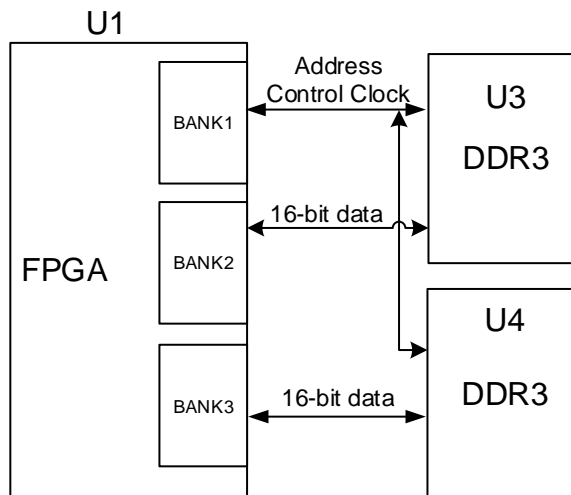 U1
Address
Control Clock
U3
DDR3
BANK1
16-bit data
BANK2
FPGA
U4
DDR3
16-bit data
BANK3